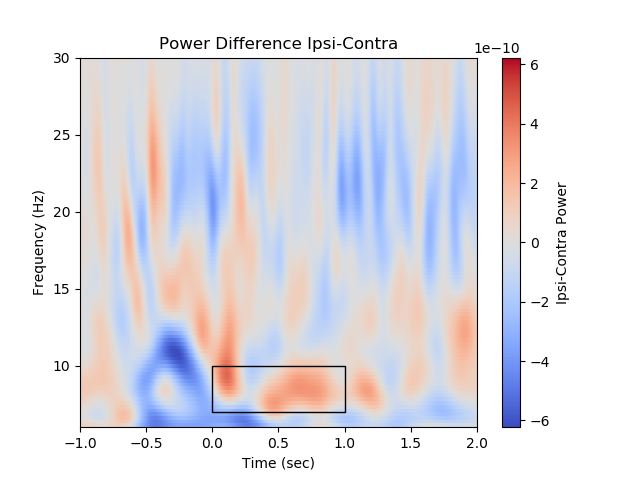 Power Difference Ipsi-Contra
1e−10
30
25
20
15
10
Frequency (Hz)
−1.0 −0.5 0.0 0.5 1.0 1.5 2.0
Time (sec)
6
4
2
0
−2
−4
−6
Ipsi-Contra Power